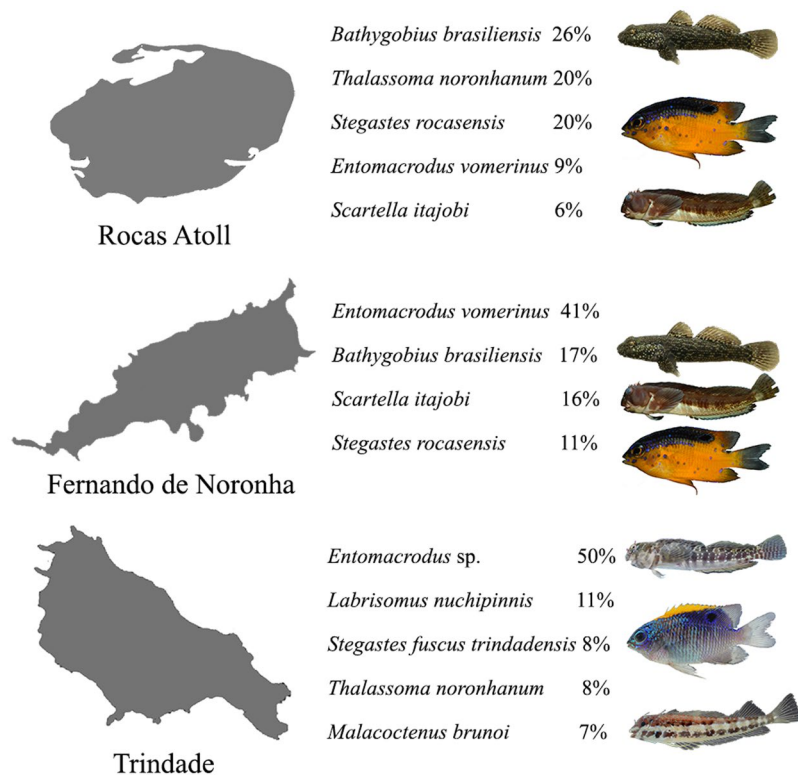 Bathygobius brasiliensis 26%
Thalassoma noronhanum 20%
Stegastes rocasensis 20%
Entomacrodus vomerinus 9%
Scartella itajobi 6%
Rocas Atoll
Entomacrodus vomerinus 41%
Bathygobius brasiliensis 17%
Scartella itajobi 16%
Stegastes rocasensis 11%
Fernando de Noronha
Entomacrodus sp. 50%
Labrisomus nuchipinnis 11%
Stegastes fuscus trindadensis 8%
Thalassoma noronhanum 8%
Malacoctenus brunoi 7%
Trindade